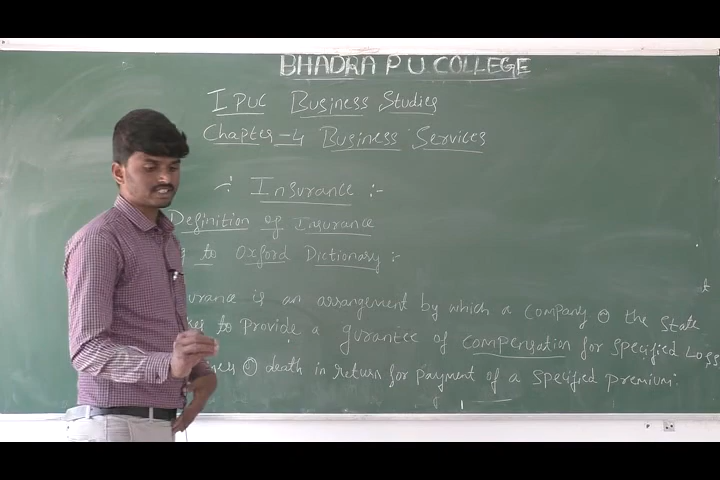 BHADRA P U COLLEGE
I PUC Business Studies
Chapter-4 Business Services
∴ Insurance :-
Definition of Insurance
to Oxford Dictionary :-
urance is an arrangement by which a company the State
to provide a gurantee of compensation for specified Loss
death in return for payment of a specified premium.